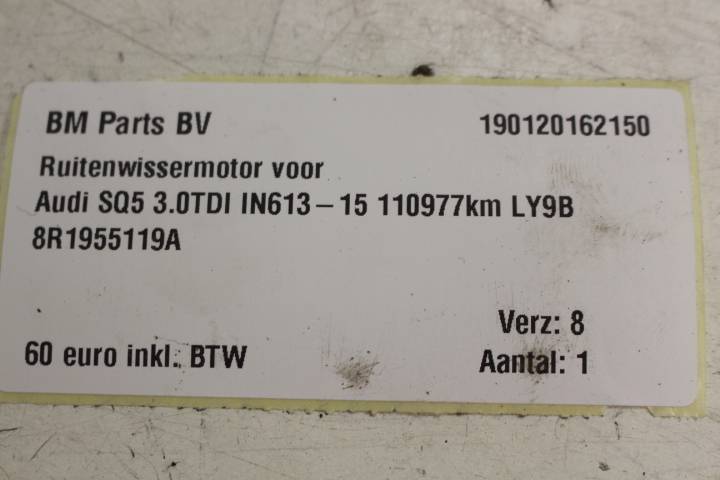 BM Parts BV 190120162150
Ruitenwissermotor voor
Audi SQ5 3.0TDI IN613-15 110977km LY9B
8R1955119A
Verz: 8
60 euro inkl. BTW Aantal: 1